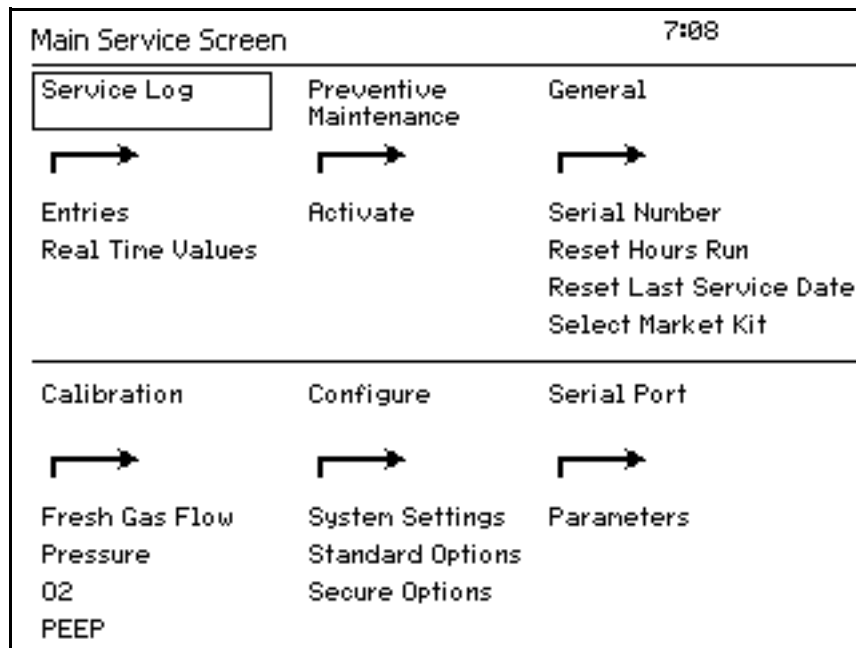 Main Service Screen
7:08
Service Log
Preventive
Maintenance
General
Entries
Real Time Values
Activate
Serial Number
Reset Hours Run
Reset Last Service Date
Select Market Kit
Calibration
Configure
Serial Port
Fresh Gas Flow
Pressure
O2
PEEP
System Settings
Standard Options
Secure Options
Parameters